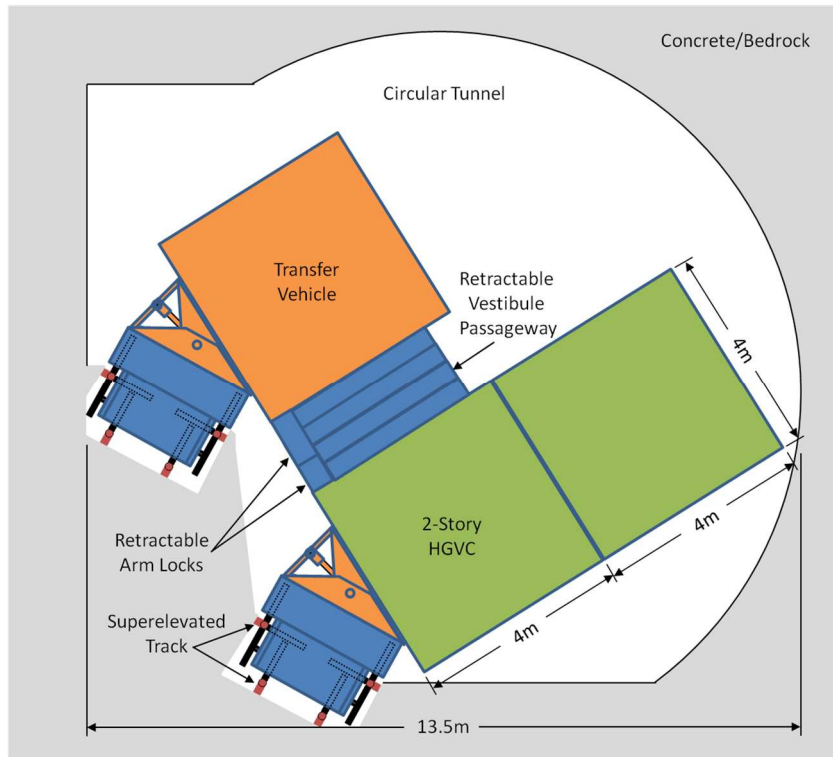 Concrete/Bedrock
Circular Tunnel
Transfer
Vehicle
Retractable
Vestibule
Passageway
4m
2-Story
HGVC
4m
4m
Retractable
Arm Locks
Superelevated
Track
13.5m